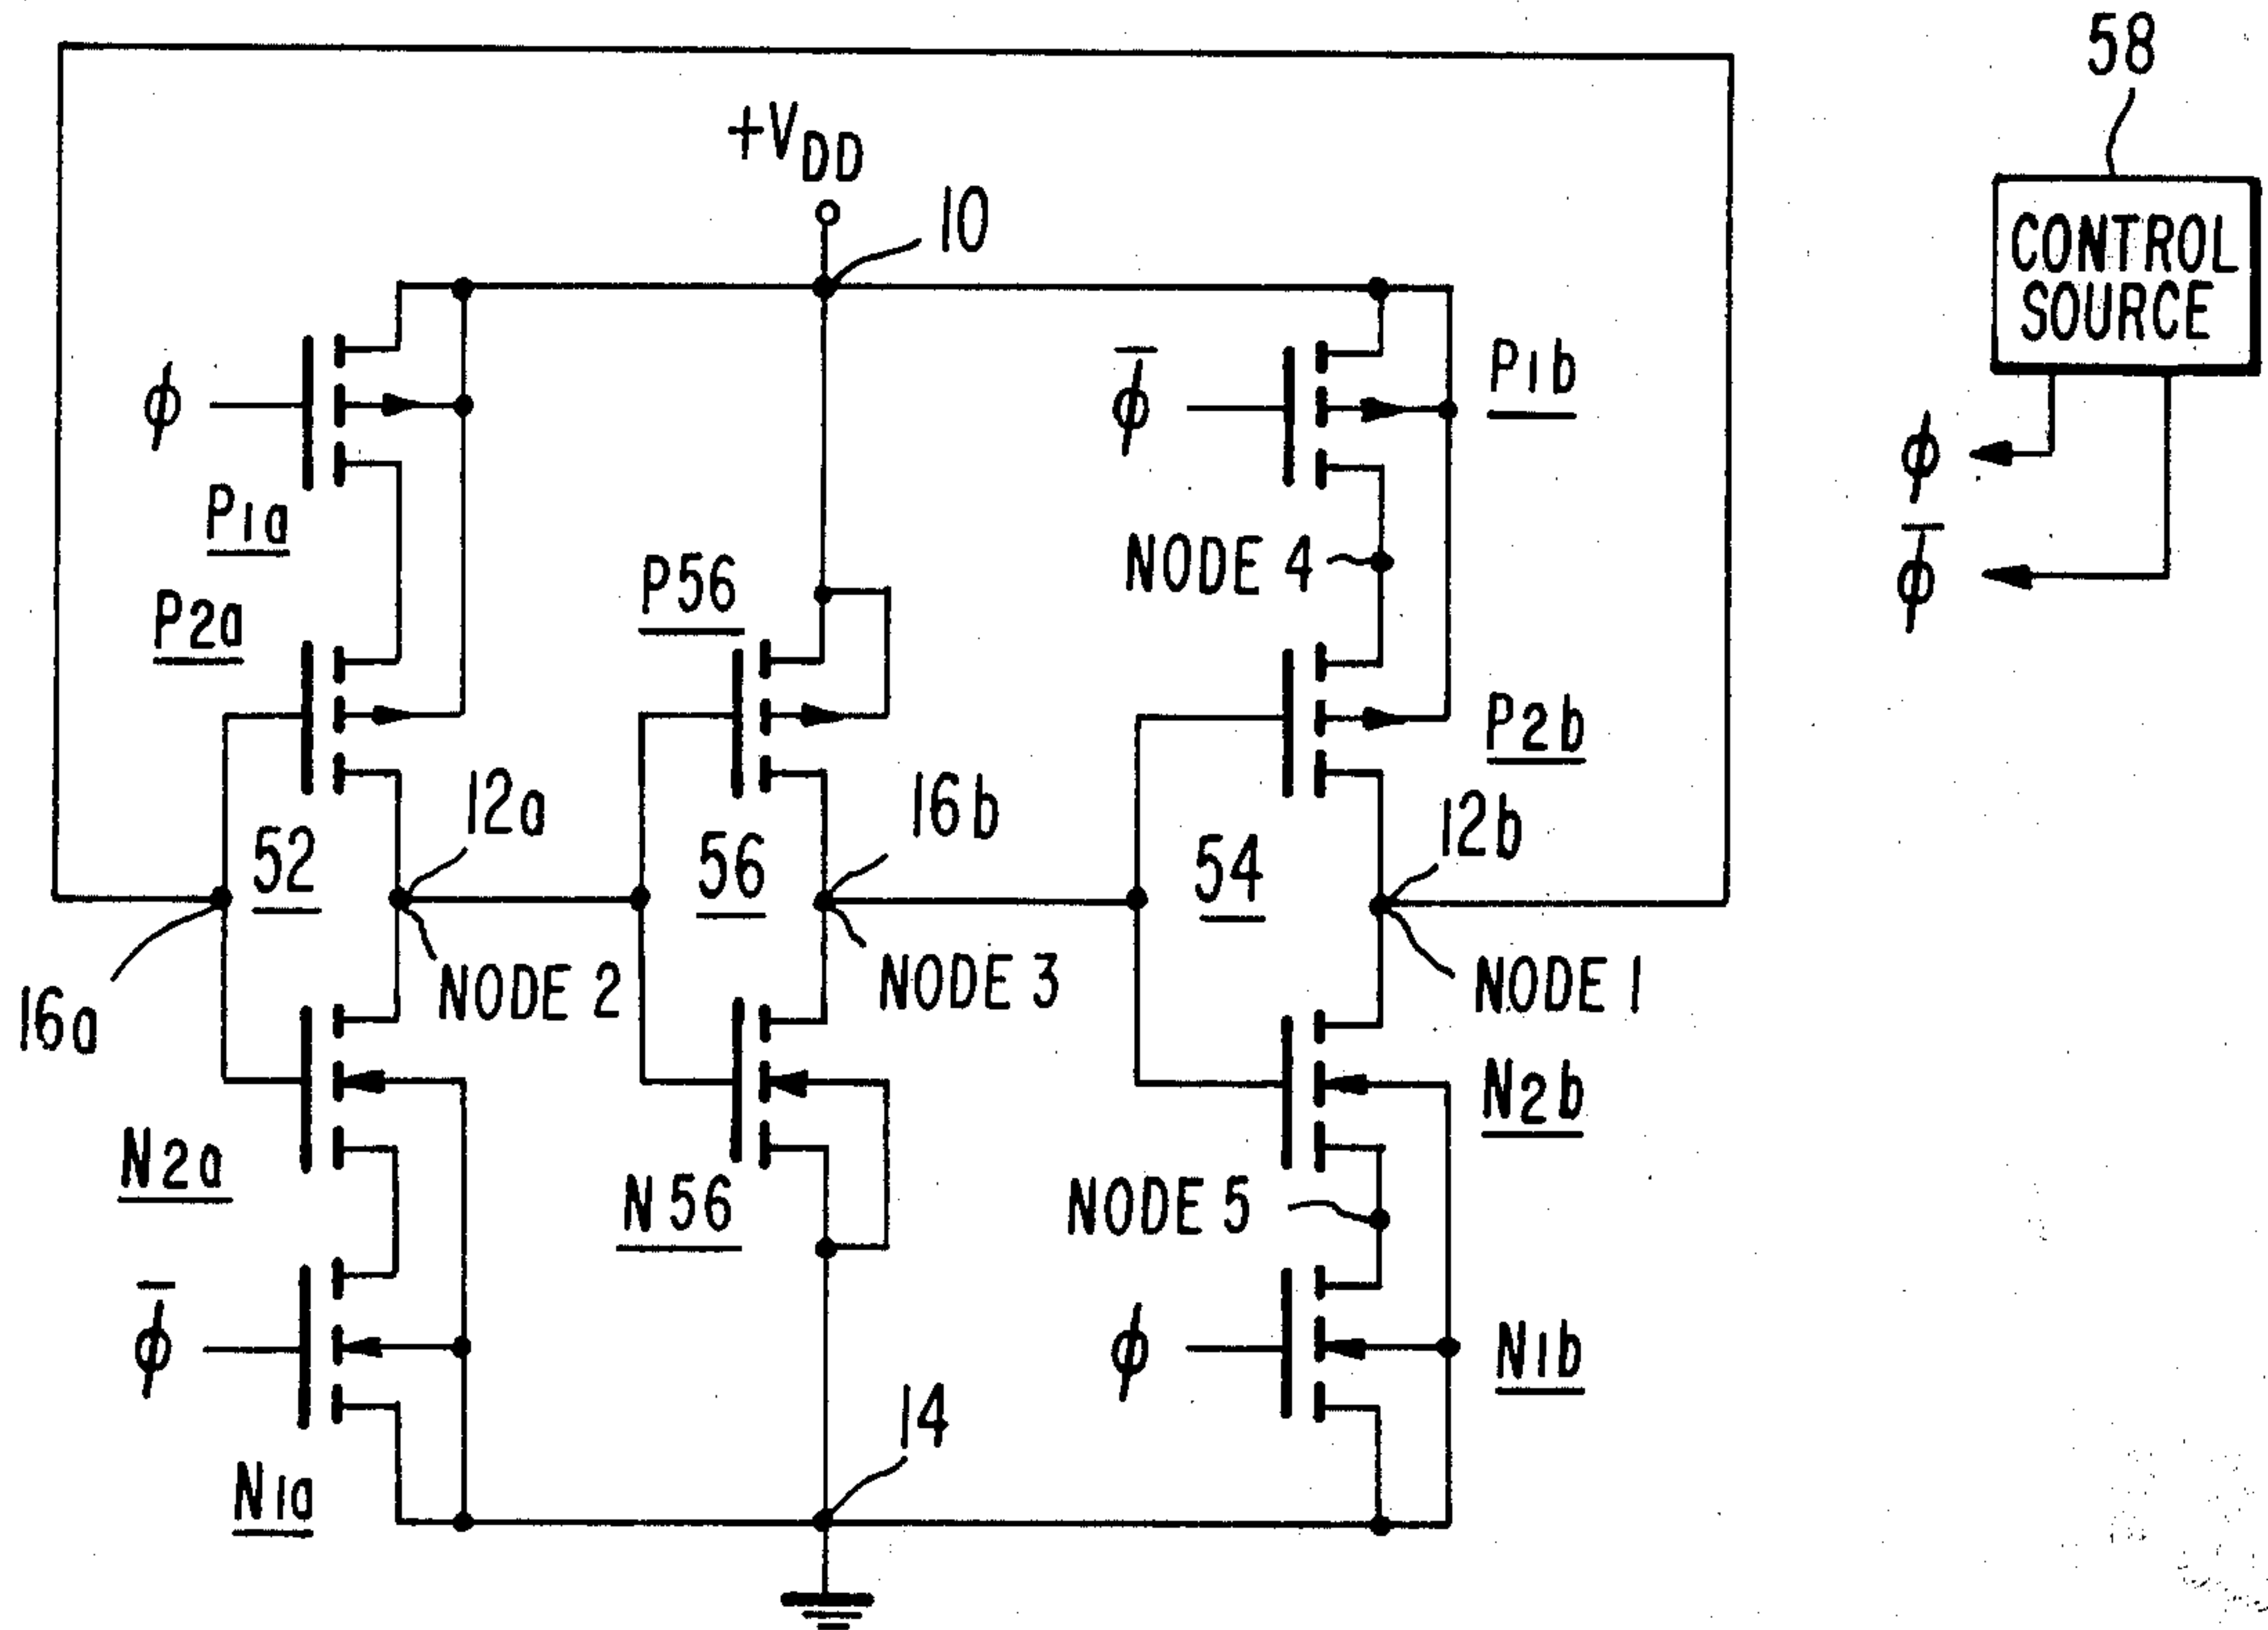 58
+VDD
10
CONTROL
SOURCE
ϕ
P1a
ϕ̅
P1b
ϕ
ϕ̅
NODE 4
P56
P2a
P2b
12a
16b
12b
52
56
54
16a
NODE 2
NODE 3
NODE 1
N2a
N56
N2b
NODE 5
ϕ̅
N1a
ϕ
N1b
14